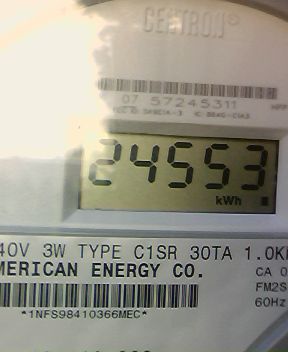 CENTRON®
07 57245311
24553
kWh
40V 3W TYPE C1SR 30TA 1.0K
MERICAN ENERGY CO.
CA 0
FM2S
60Hz
*1NFS98410366MEC*